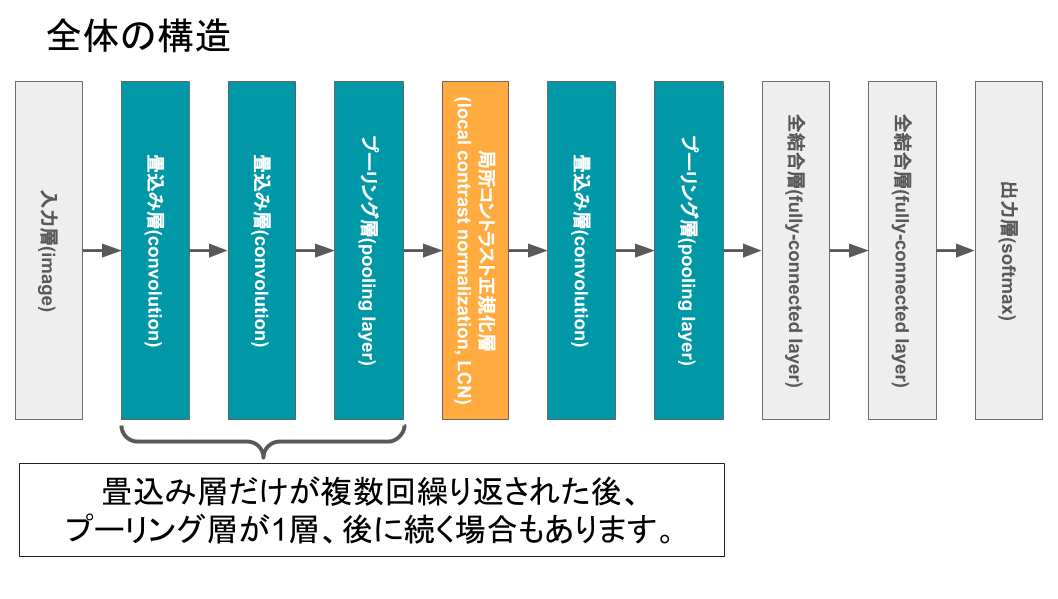 全体の構造
入力層(image)
畳込み層(convolution)
畳込み層(convolution)
プーリング層(pooling layer)
局所コントラスト正規化層
(local contrast normalization, LCN)
畳込み層(convolution)
プーリング層(pooling layer)
全結合層(fully-connected layer)
全結合層(fully-connected layer)
出力層(softmax)
畳込み層だけが複数回繰り返された後、
プーリング層が1層、後に続く場合もあります。